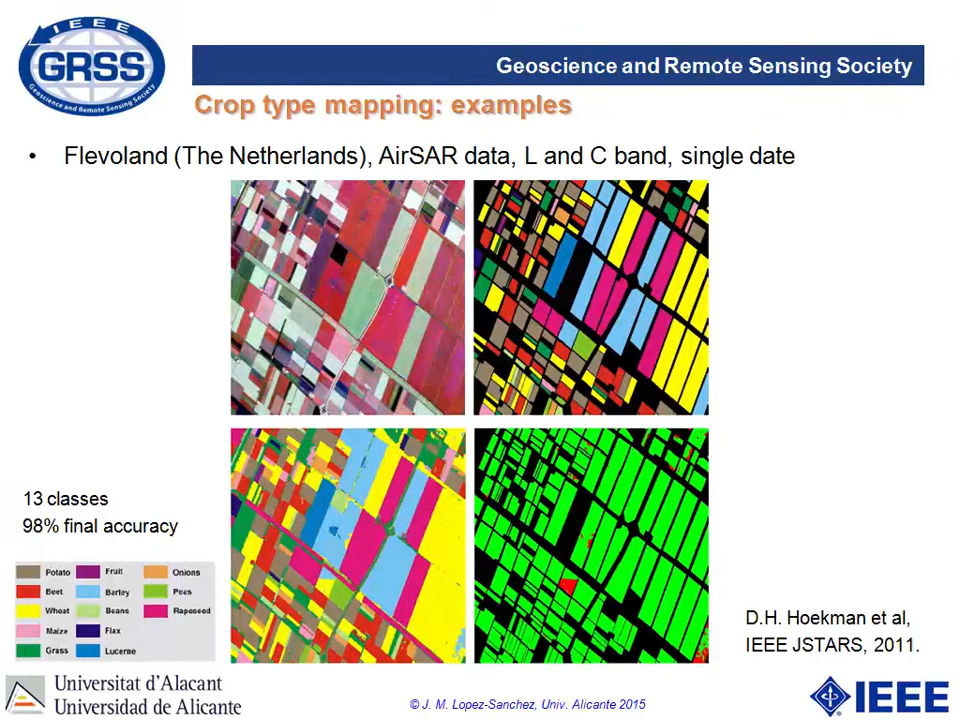 IEEE
GRSS
Geoscience and Remote Sensing Society
Geoscience and Remote Sensing Society
Crop type mapping: examples
• Flevoland (The Netherlands), AirSAR data, L and C band, single date
13 classes
98% final accuracy
Potato Fruit Onions
Beet Barley Peas
Wheat Beans Rapeseed
Maize Flax
Grass Lucerne
D.H. Hoekman et al,
IEEE JSTARS, 2011.
Universitat d'Alacant
Universidad de Alicante
© J. M. Lopez-Sanchez, Univ. Alicante 2015
IEEE